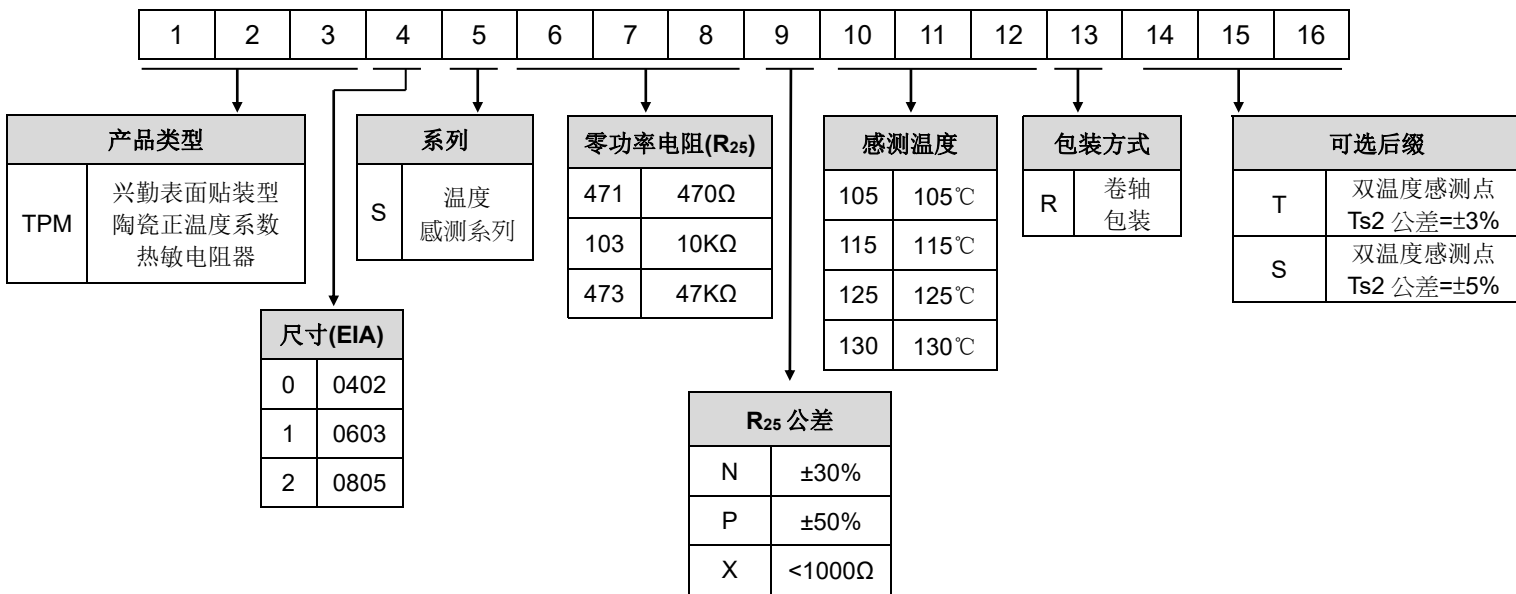 1 2 3 4 5 6 7 8 9 10 11 12 13 14 15 16
产品类型
TPM
兴勤表面贴装型
陶瓷正温度系数
热敏电阻器
系列
S
温度
感测系列
零功率电阻(R25)
471 470Ω
103 10KΩ
473 47KΩ
感测温度
105 105℃
115 115℃
125 125℃
130 130℃
包装方式
R
卷轴
包装
可选后缀
T
双温度感测点
Ts2 公差=±3%
S
双温度感测点
Ts2 公差=±5%
尺寸(EIA)
0 0402
1 0603
2 0805
R25 公差
N ±30%
P ±50%
X <1000Ω